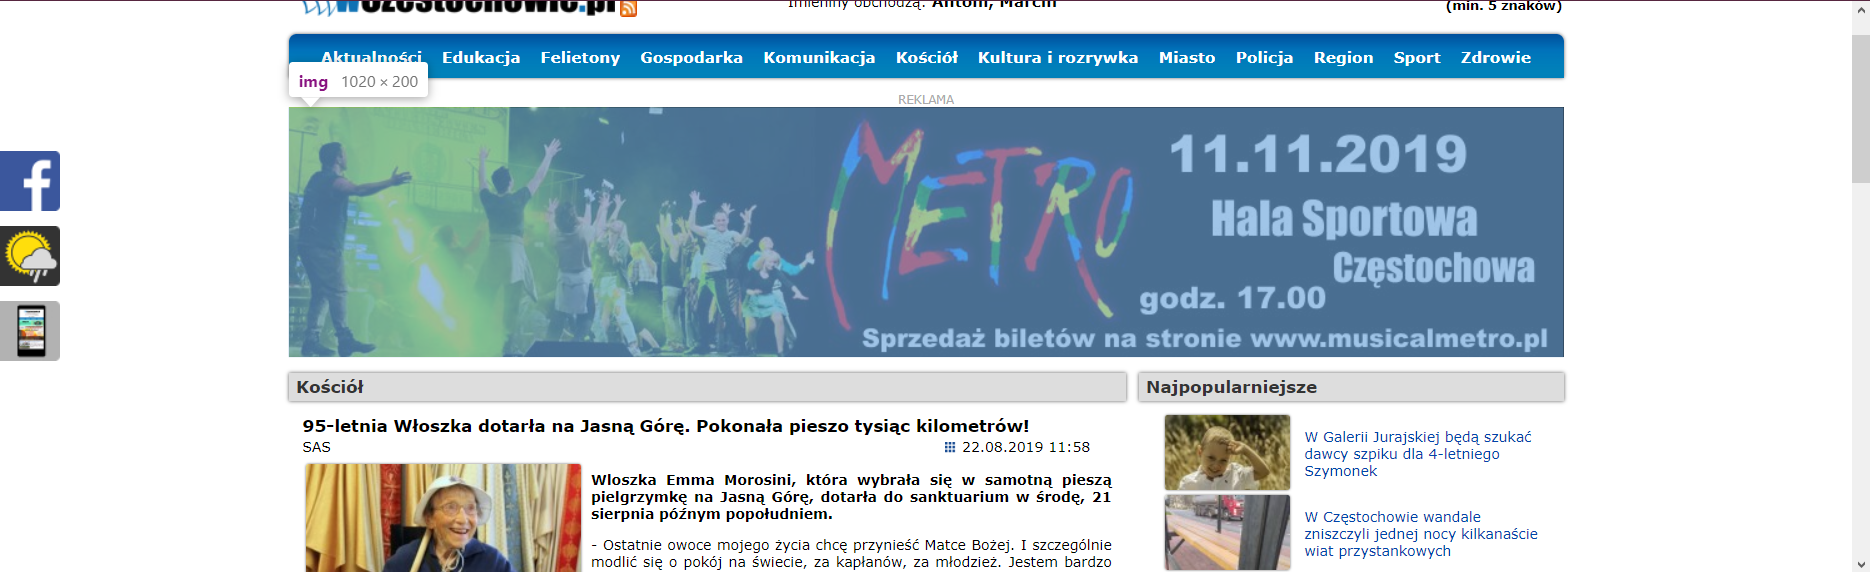 wCzestochowie.pl
Imieniny obchodzą: Antoni, Marcin
(min. 5 znaków)
Aktualności Edukacja Felietony Gospodarka Komunikacja Kościół Kultura i rozrywka Miasto Policja Region Sport Zdrowie
img 1020 × 200
REKLAMA
METRO
11.11.2019
Hala Sportowa
Częstochowa
godz. 17.00
Sprzedaż biletów na stronie www.musicalmetro.pl
Kościół
95-letnia Włoszka dotarła na Jasną Górę. Pokonała pieszo tysiąc kilometrów!
SAS
22.08.2019 11:58
Wloszka Emma Morosini, która wybrała się w samotną pieszą
pielgrzymkę na Jasną Górę, dotarła do sanktuarium w środę, 21
sierpnia późnym popołudniem.
- Ostatnie owoce mojego życia chcę przynieść Matce Bożej. I szczególnie
modlić się o pokój na świecie, za kapłanów, za młodzież. Jestem bardzo
Najpopularniejsze
W Galerii Jurajskiej będą szukać
dawcy szpiku dla 4-letniego
Szymonek
W Częstochowie wandale
zniszczyli jednej nocy kilkanaście
wiat przystankowych